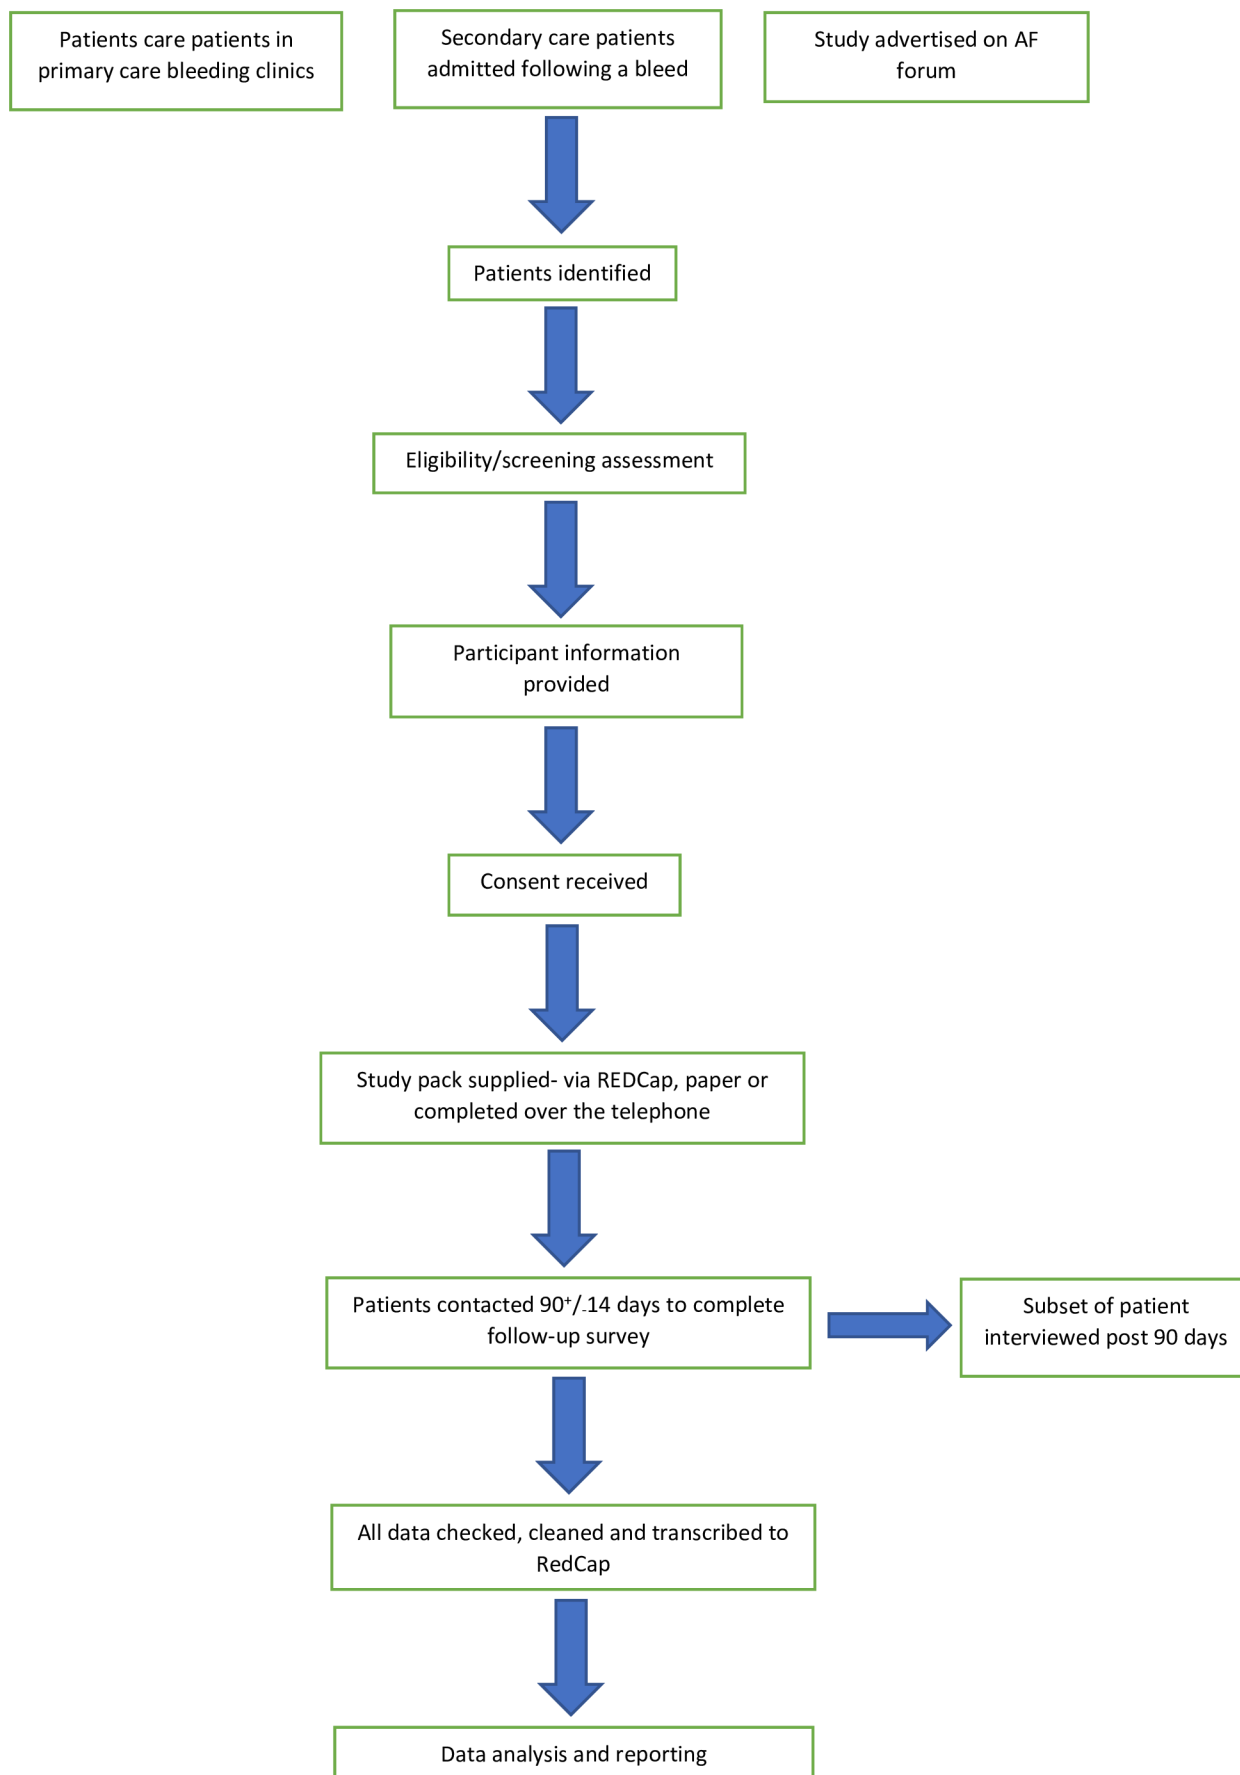 Patients care patients in
primary care bleeding clinics
Secondary care patients
admitted following a bleed
Study advertised on AF
forum
Patients identified
Eligibility/screening assessment
Participant information
provided
Consent received
Study pack supplied- via REDCap, paper or
completed over the telephone
Patients contacted 90⁺/-14 days to complete
follow-up survey
Subset of patient
interviewed post 90 days
All data checked, cleaned and transcribed to
RedCap
Data analysis and reporting